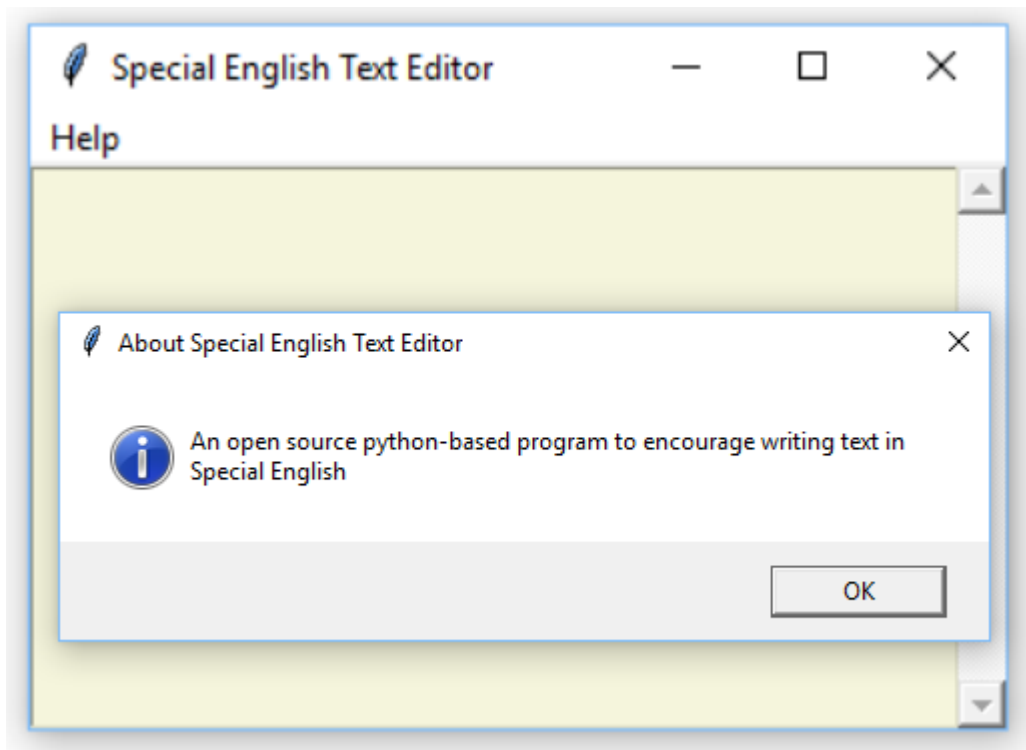 Special English Text Editor
Help
About Special English Text Editor
An open source python-based program to encourage writing text in
Special English
OK